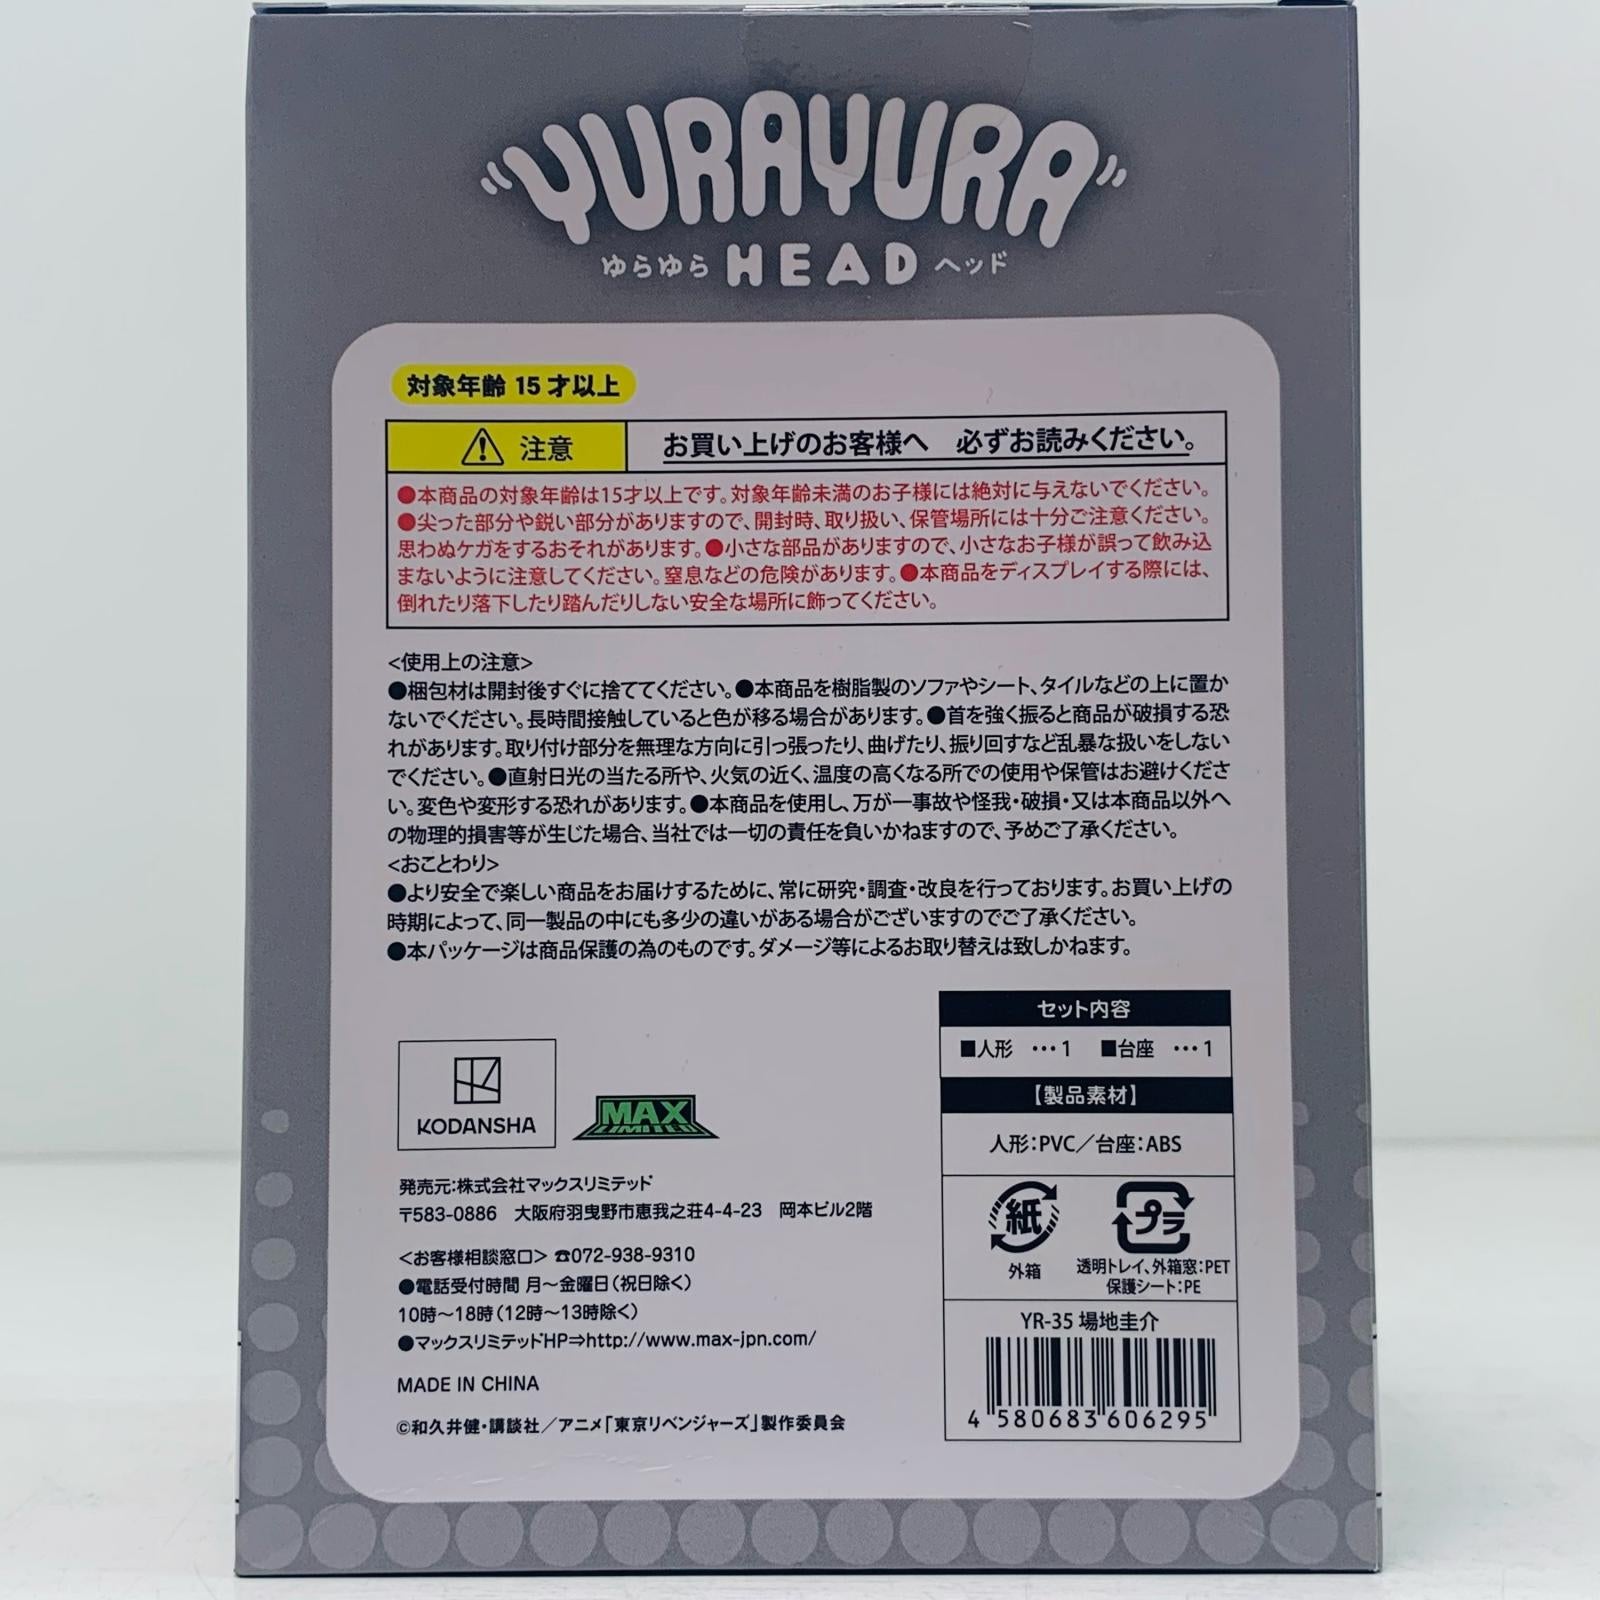 YURAYURA
ゆらゆら HEAD ヘッド
対象年齢 15 才以上
注意 お買い上げのお客様へ 必ずお読みください。
●本商品の対象年齢は15才以上です。対象年齢未満のお子様には絶対に与えないでください。
●尖った部分や鋭い部分がありますので、開封時、取り扱い、保管場所には十分ご注意ください。
思わぬケガをするおそれがあります。●小さな部品がありますので、小さなお子様が誤って飲み込
まないように注意してください。窒息などの危険があります。●本商品をディスプレイする際には、
倒れたり落下したり踏んだりしない安全な場所に飾ってください。
<使用上の注意>
●梱包材は開封後すぐに捨ててください。●本商品を樹脂製のソファやシート、タイルなどの上に置か
ないでください。長時間接触していると色が移る場合があります。●首を強く振ると商品が破損する恐
れがあります。取り付け部分を無理な方向に引っ張ったり、曲げたり、振り回すなど乱暴な扱いをしない
でください。●直射日光の当たる所や、火気の近く、温度の高くなる所での使用や保管はお避けくださ
い。変色や変形する恐れがあります。●本商品を使用し、万が一事故や怪我・破損・又は本商品以外へ
の物理的損害等が生じた場合、当社では一切の責任を負いかねますので、予めご了承ください。
<おことわり>
●より安全で楽しい商品をお届けするために、常に研究・調査・改良を行っております。お買い上げの
時期によって、同一製品の中にも多少の違いがある場合がございますのでご了承ください。
●本パッケージは商品保護の為のものです。ダメージ等によるお取り替えは致しかねます。
KODANSHA
MAX
LIMITED
発売元:株式会社マックスリミテッド
〒583-0886 大阪府羽曳野市恵我之荘4-4-23 岡本ビル2階
<お客様相談窓口> ☎072-938-9310
●電話受付時間 月～金曜日(祝日除く)
10時～18時(12時～13時除く)
●マックスリミテッドHP⇒http://www.max-jpn.com/
MADE IN CHINA
©和久井健・講談社／アニメ「東京リベンジャーズ」製作委員会
セット内容
■人形 …1 ■台座 …1
【製品素材】
人形:PVC／台座:ABS
紙
外箱
プラ
透明トレイ、外箱窓:PET
保護シート:PE
YR-35 場地圭介
4 580683 606295